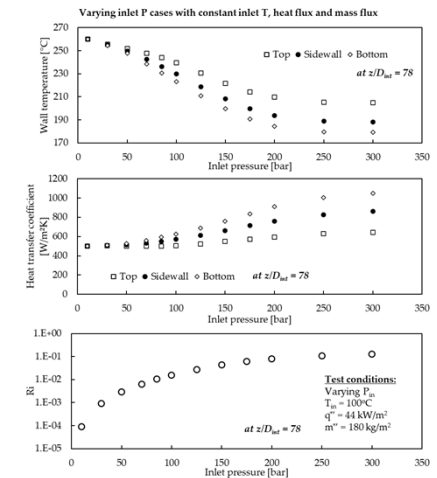 Varying inlet P cases with constant inlet T, heat flux and mass flux
270
250
230
210
190
170
Wall temperature [°C]
□ Top ● Sidewall ◇ Bottom
at z/Dint = 78
0 50 100 150 200 250 300 350
Inlet pressure [bar]
1200
1000
800
600
400
200
0
Heat transfer coefficient
[W/m²K]
□ Top ● Sidewall ◇ Bottom at z/Dint = 78
0 50 100 150 200 250 300 350
Inlet pressure [bar]
1.E+00
1.E-01
1.E-02
1.E-03
1.E-04
1.E-05
Ri
Test conditions:
Varying Pin
Tin ~ 100°C
q'' ~ 44 kW/m²
m'' ~ 180 kg/m²
at z/Dint = 78
0 50 100 150 200 250 300 350
Inlet pressure [bar]